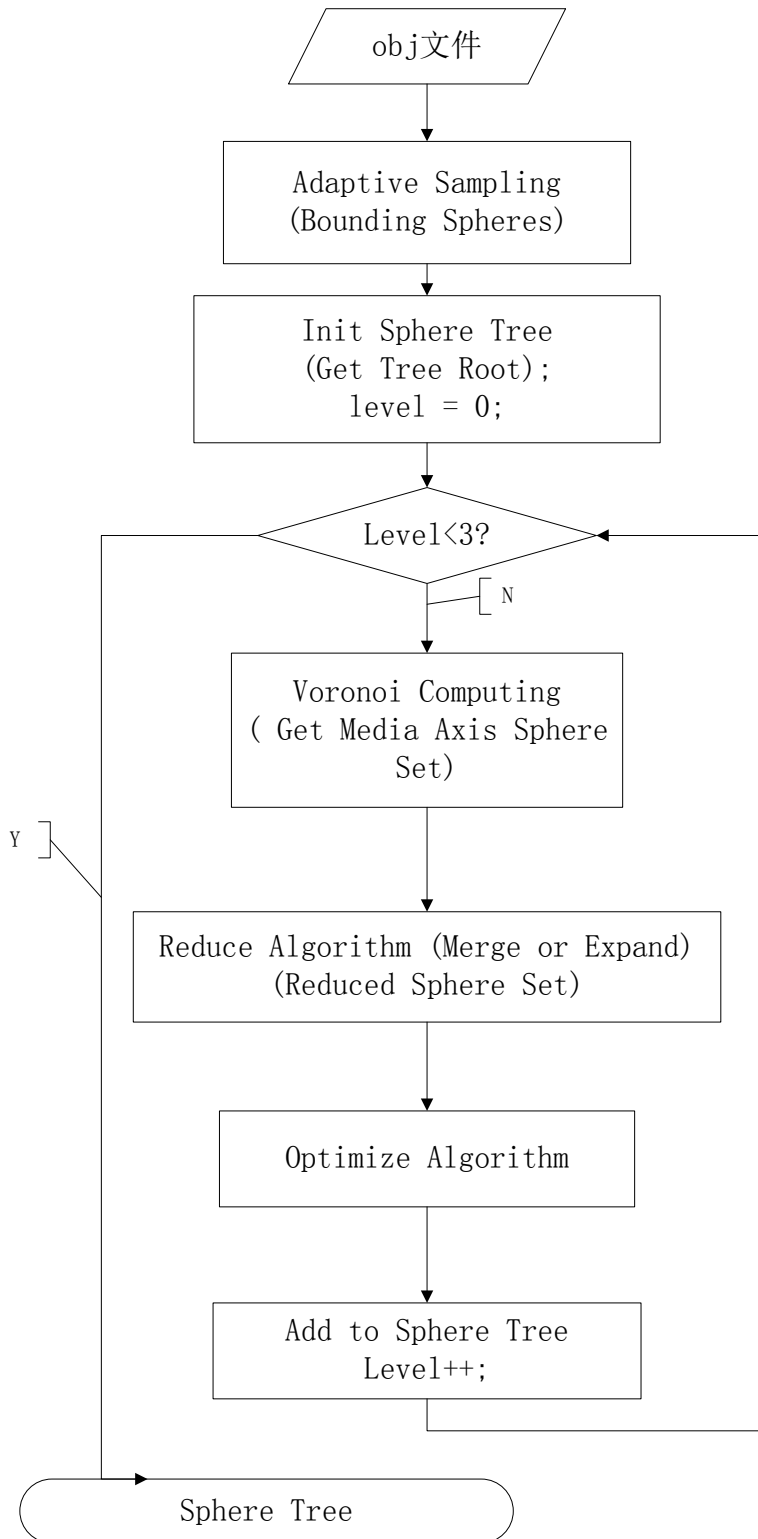 obj文件
Adaptive Sampling
(Bounding Spheres)
Init Sphere Tree
(Get Tree Root);
level = 0;
Level<3?
N
Voronoi Computing
( Get Media Axis Sphere
Set)
Y
Reduce Algorithm (Merge or Expand)
(Reduced Sphere Set)
Optimize Algorithm
Add to Sphere Tree
Level++;
Sphere Tree